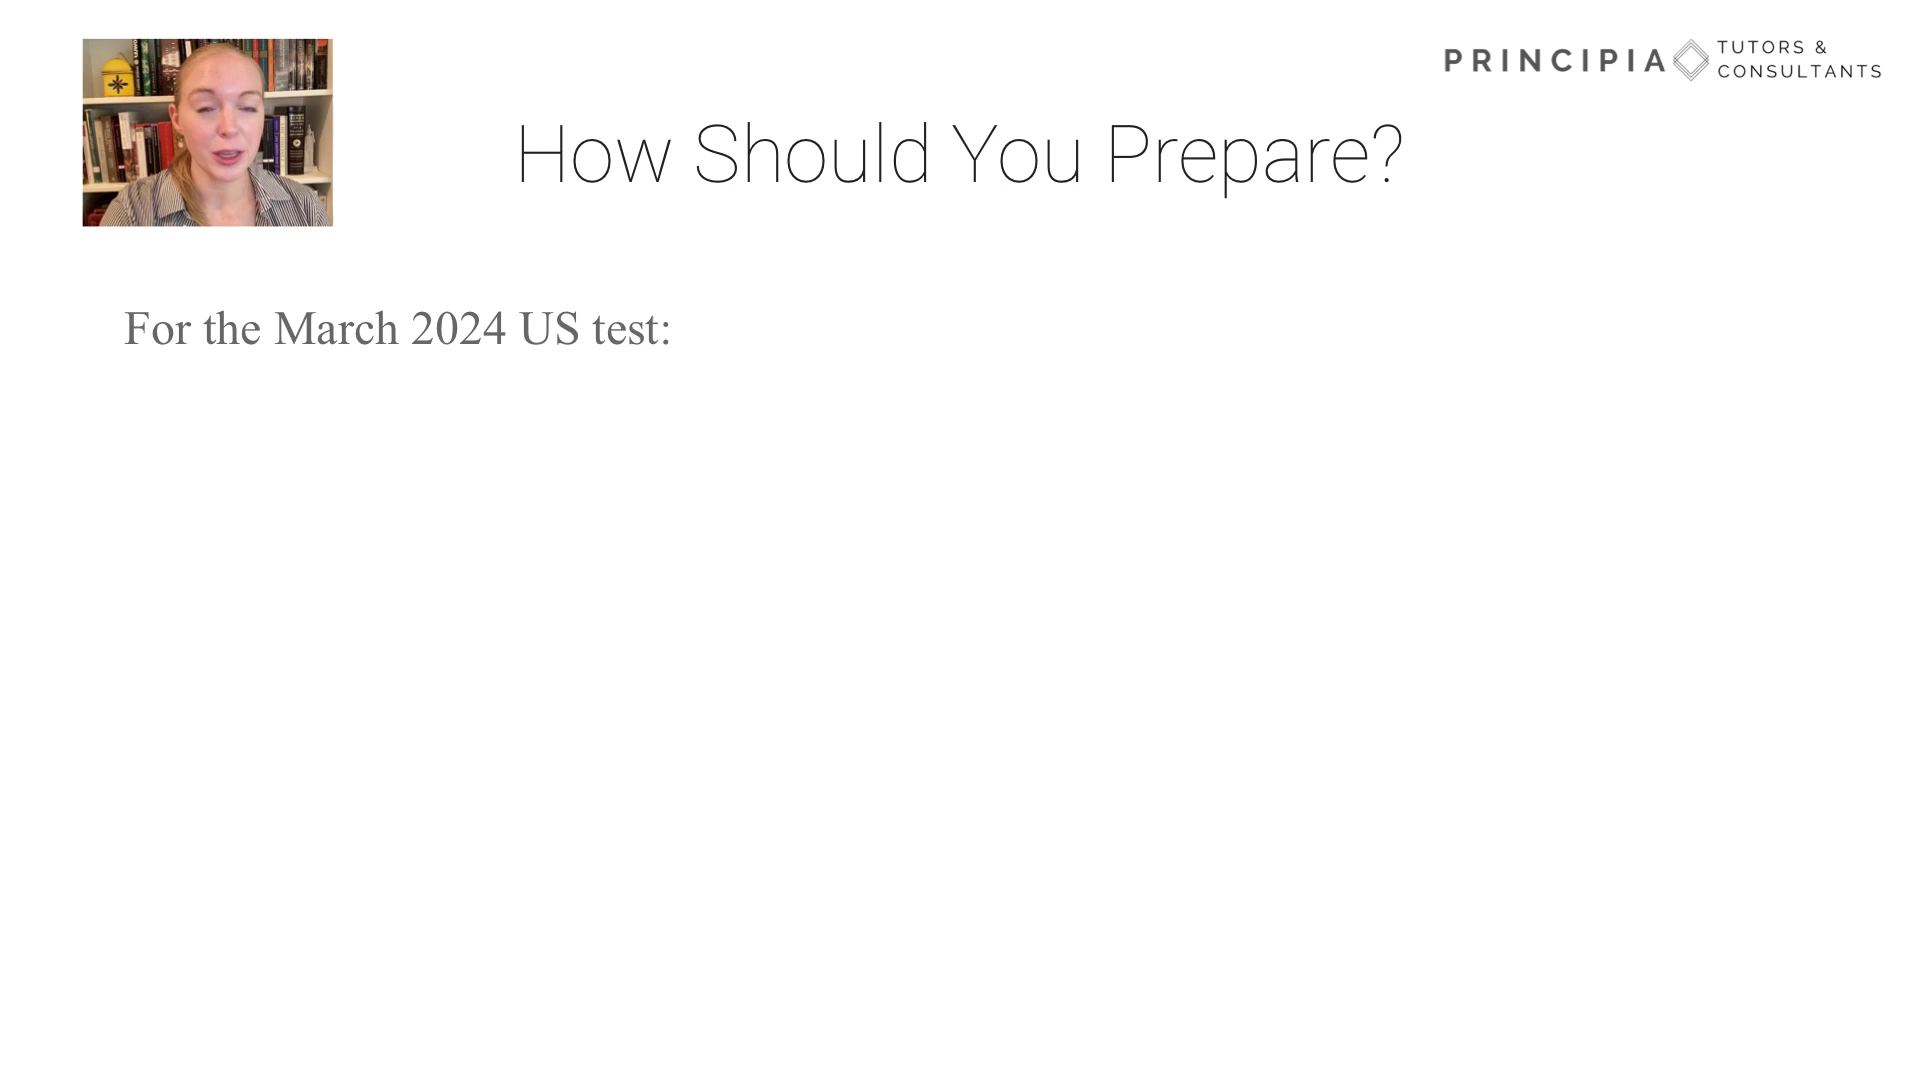 PRINCIPIA
TUTORS &
CONSULTANTS
How Should You Prepare?
For the March 2024 US test: